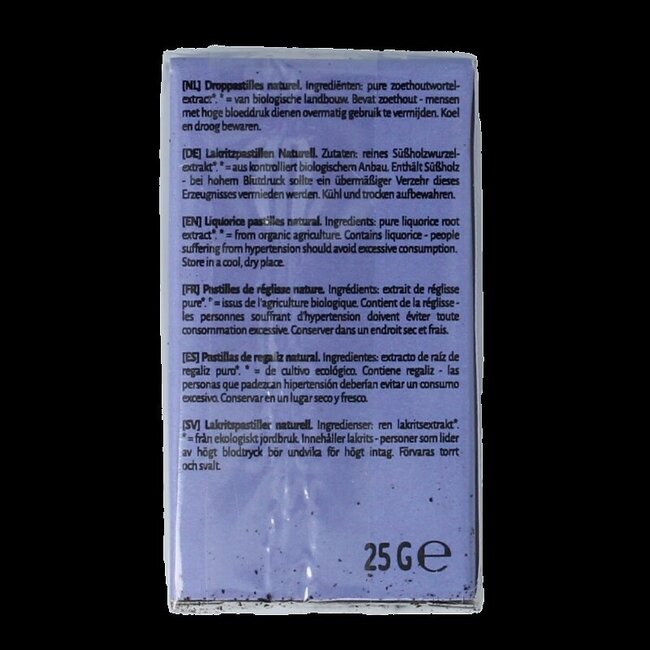 [NL] Droppastilles naturel. Ingrediënten: pure zoethoutwortel-
extract*. * = van biologische landbouw. Bevat zoethout - mensen
met hoge bloeddruk dienen overmatig gebruik te vermijden. Koel
en droog bewaren.
[DE] Lakritzpastillen Naturell. Zutaten: reines Süßholzwurzel-
extrakt*. * = aus kontrolliert biologischem Anbau. Enthält Süßholz
- bei hohem Blutdruck sollte ein übermäßiger Verzehr dieses
Erzeugnisses vermieden werden. Kühl und trocken aufbewahren.
[EN] Liquorice pastilles natural. Ingredients: pure liquorice root
extract*. * = from organic agriculture. Contains liquorice - people
suffering from hypertension should avoid excessive consumption.
Store in a cool, dry place.
[FR] Pastilles de réglisse nature. Ingrédients: extrait de réglisse
pure*. * = issus de l'agriculture biologique. Contient de la réglisse -
les personnes souffrant d'hypertension doivent éviter toute
consommation excessive. Conserver dans un endroit sec et frais.
[ES] Pastillas de regaliz natural. Ingredientes: extracto de raíz de
regaliz puro*. * = de cultivo ecológico. Contiene regaliz - las
personas que padezcan hipertensión deberían evitar un consumo
excesivo. Conservar en un lugar seco y fresco.
[SV] Lakritspastiller naturell. Ingredienser: ren lakritsextrakt*.
* = från ekologiskt jordbruk. Innehåller lakrits - personer som lider
av högt blodtryck bör undvika för högt intag. Förvaras torrt
och svalt.
25 G ℮